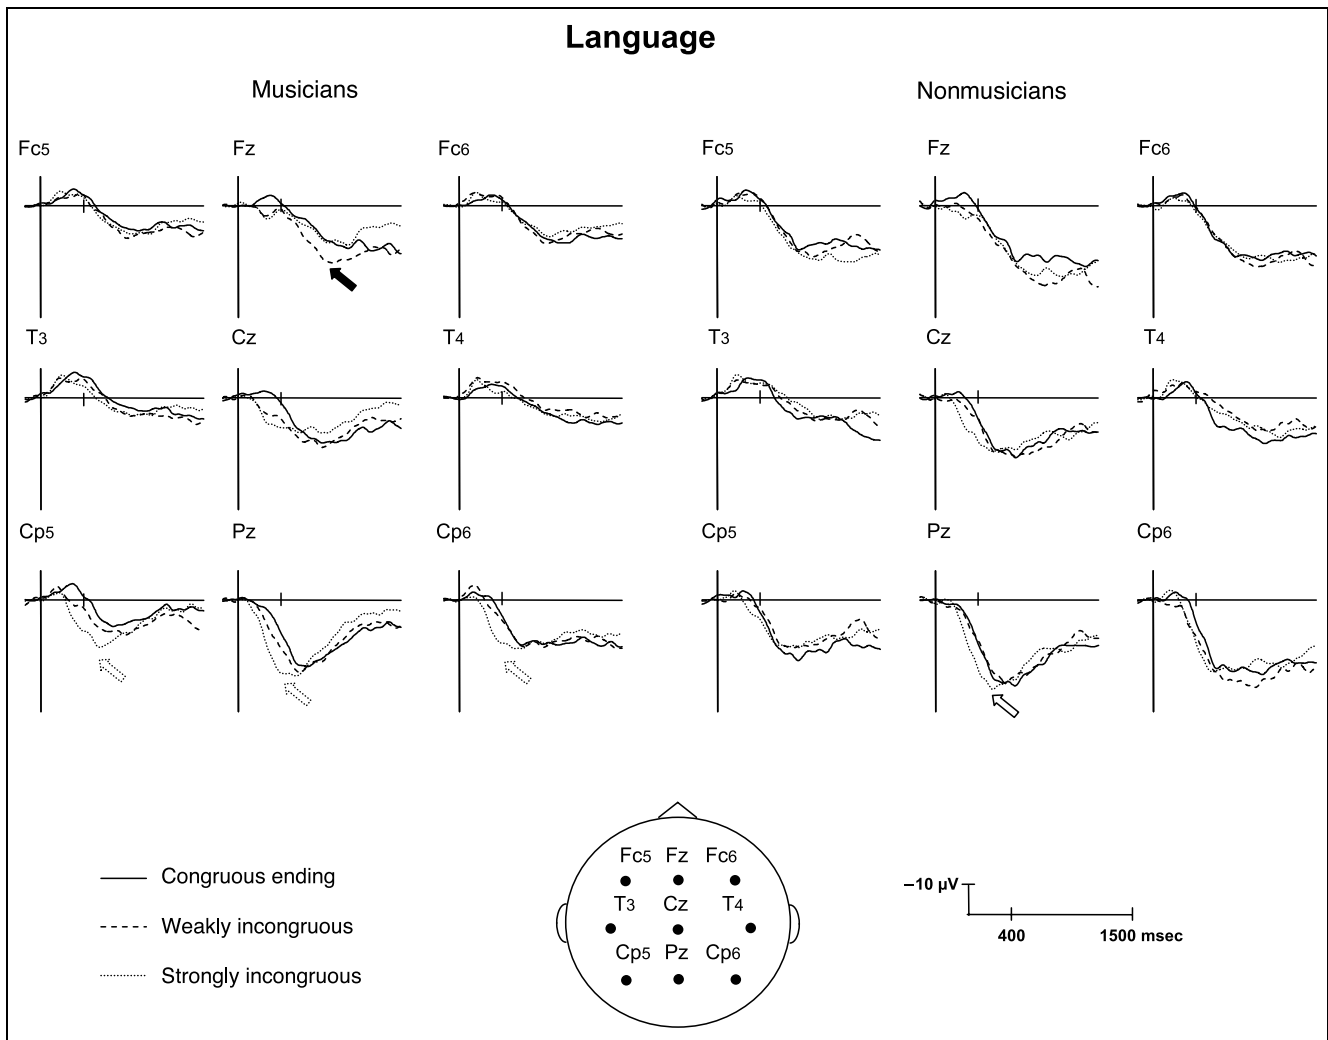 Language
Musicians Nonmusicians
Fc5 Fz Fc6 Fc5 Fz Fc6
T3 Cz T4 T3 Cz T4
Cp5 Pz Cp6 Cp5 Pz Cp6
Congruous ending
Weakly incongruous
Strongly incongruous
Fc5 Fz Fc6
T3 Cz T4
Cp5 Pz Cp6
–10 µV
400 1500 msec